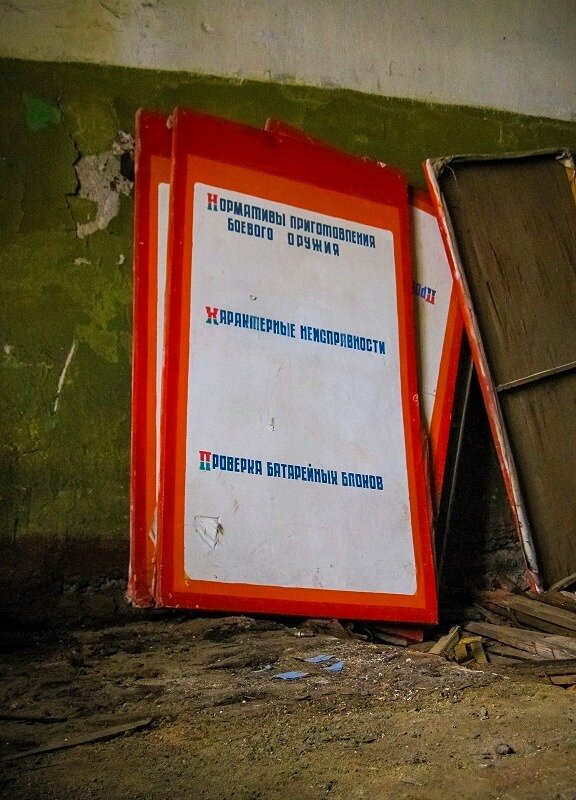 Нормативы приготовления
боевого оружия
Характерные неисправности
Проверка батарейных блоков